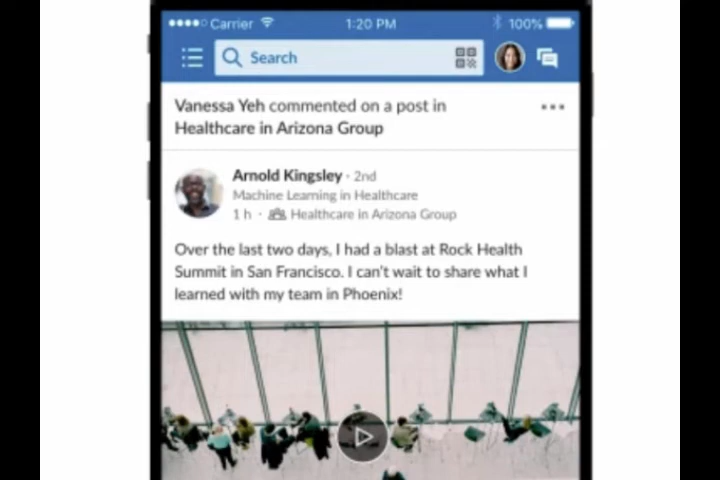 Carrier 1:20 PM 100%
Search
Vanessa Yeh commented on a post in
Healthcare in Arizona Group
Arnold Kingsley · 2nd
Machine Learning in Healthcare
1 h · Healthcare in Arizona Group
Over the last two days, I had a blast at Rock Health
Summit in San Francisco. I can't wait to share what I
learned with my team in Phoenix!